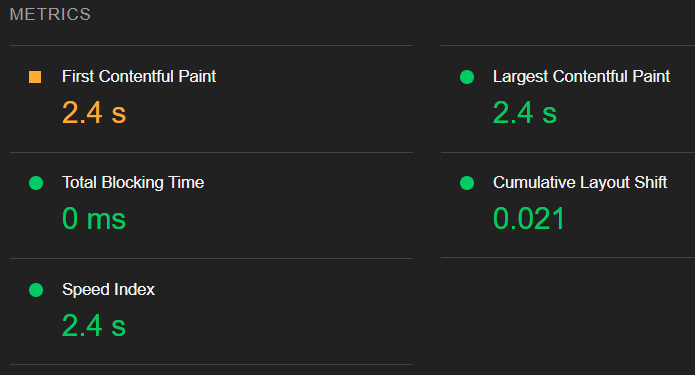 METRICS
First Contentful Paint
2.4 s
Largest Contentful Paint
2.4 s
Total Blocking Time
0 ms
Cumulative Layout Shift
0.021
Speed Index
2.4 s